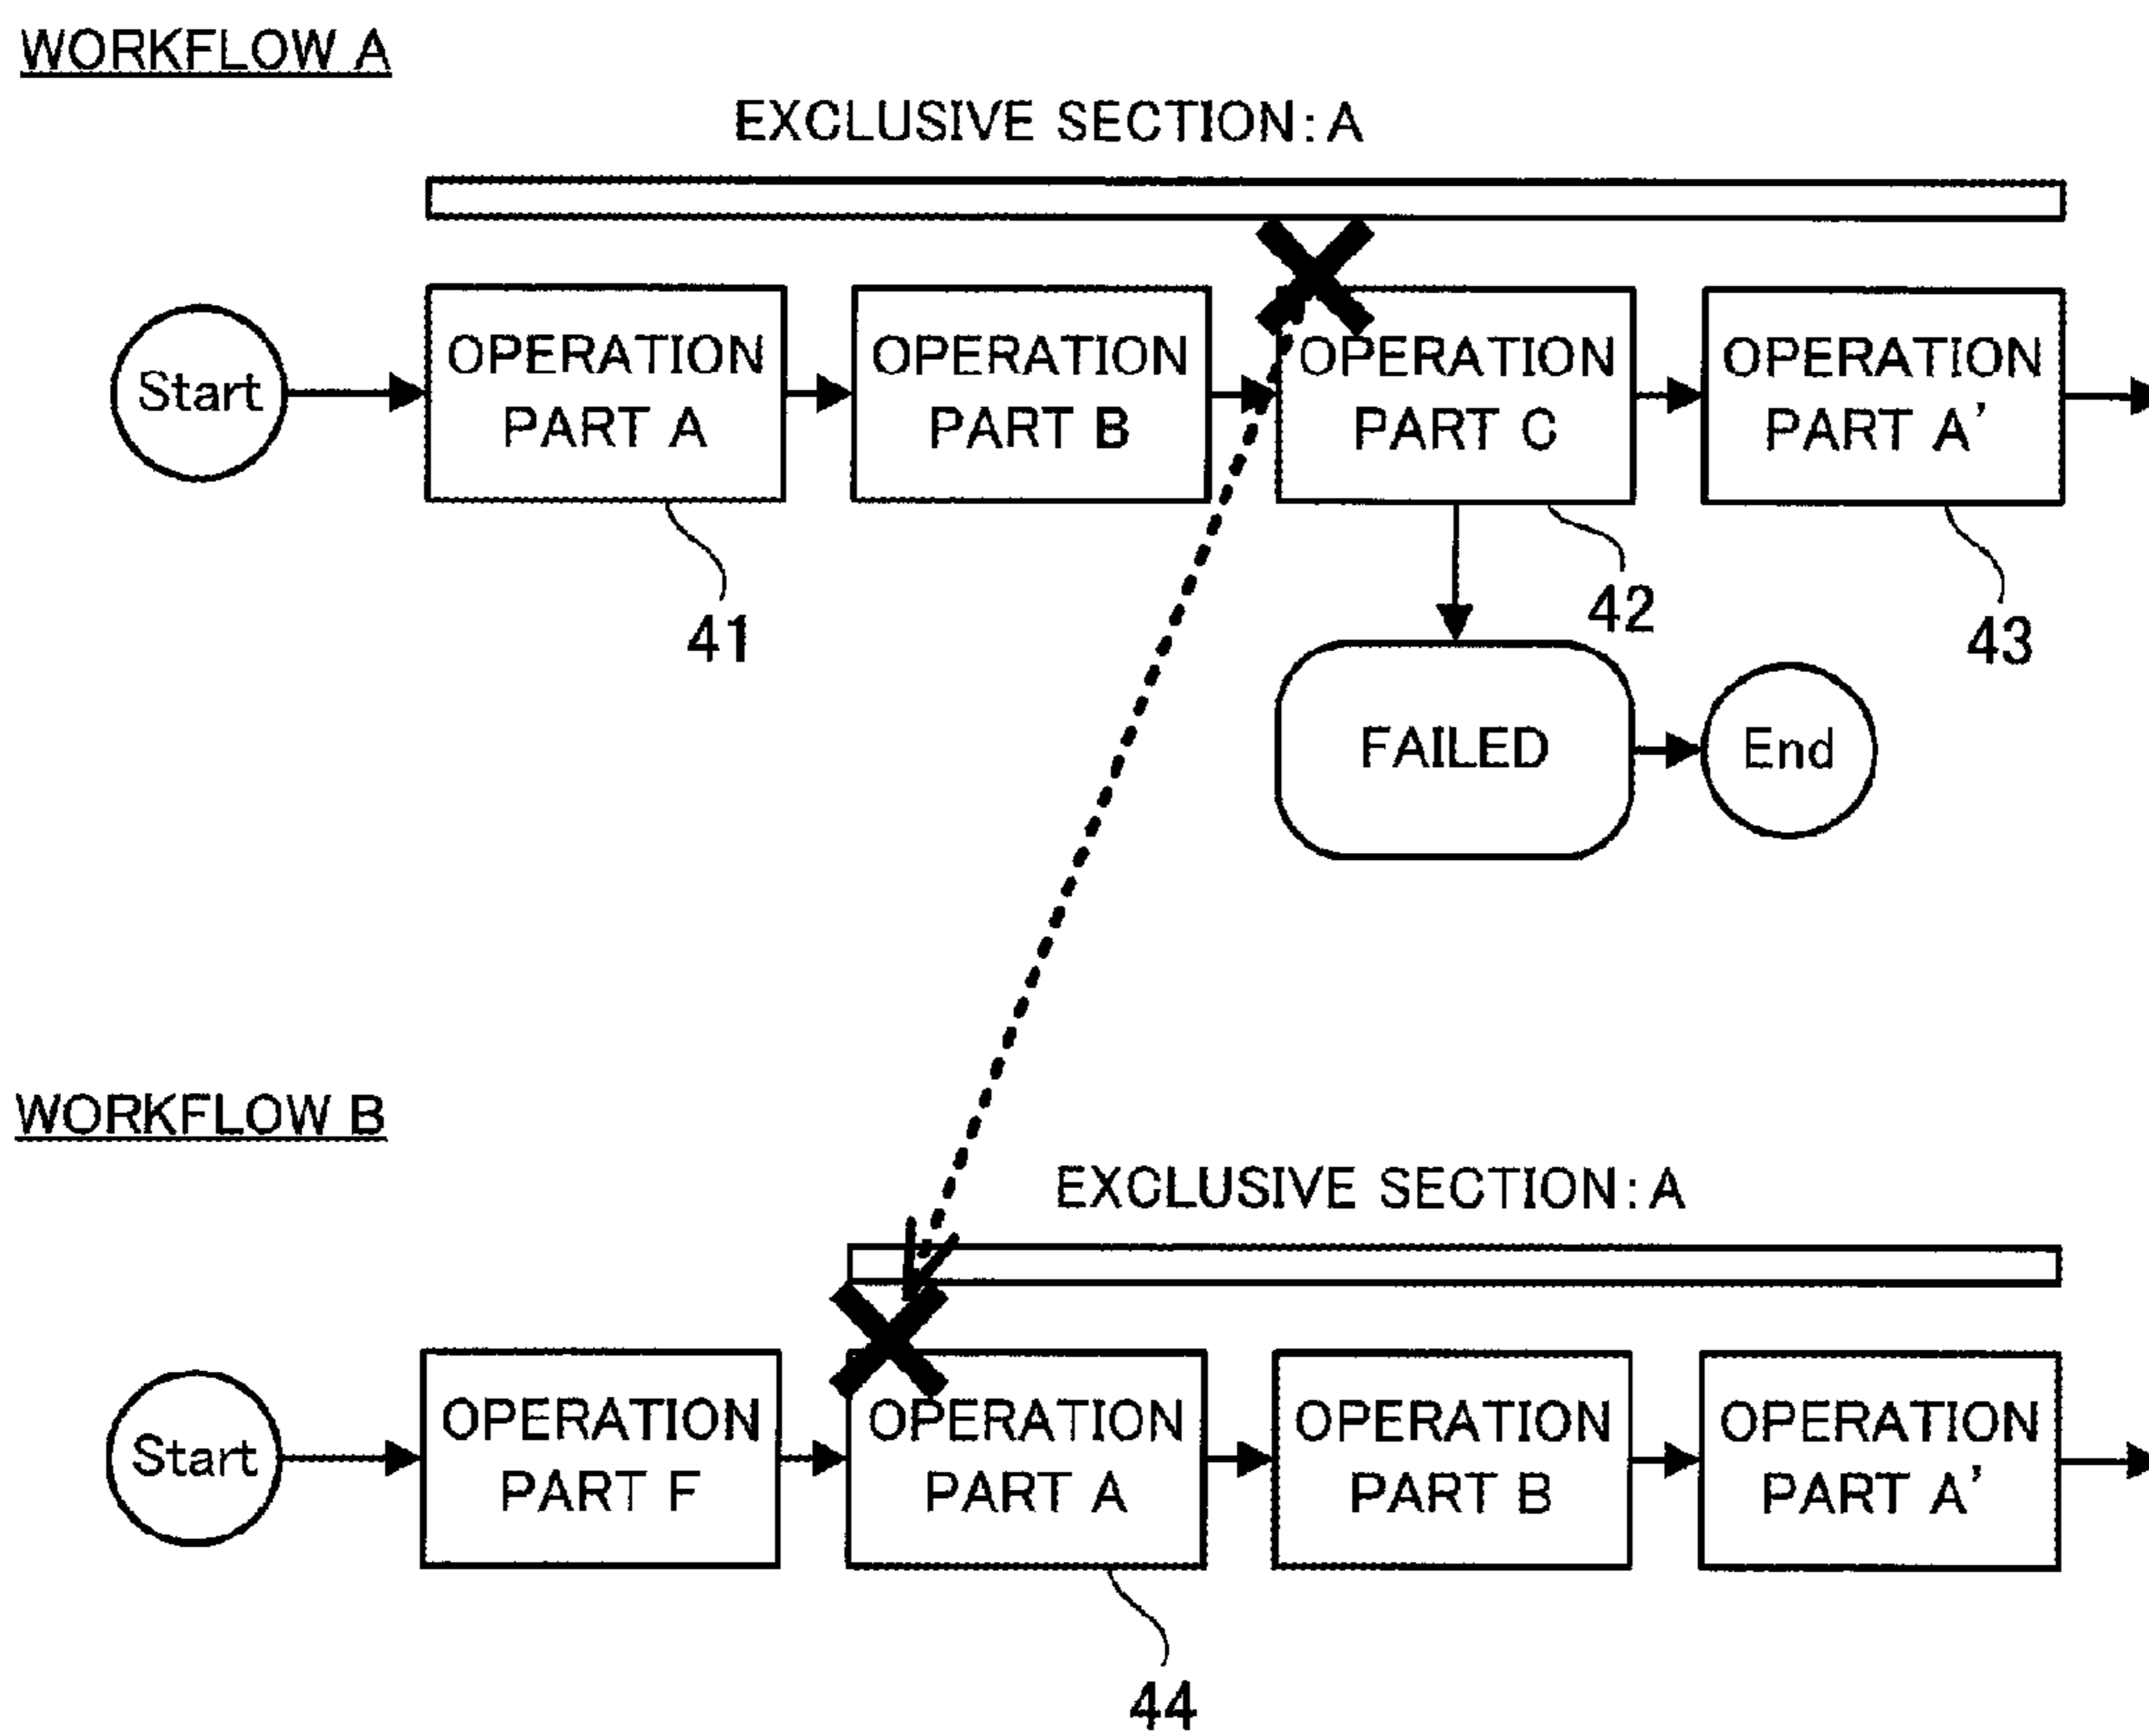 WORKFLOW A
EXCLUSIVE SECTION:A
Start
OPERATION
PART A
OPERATION
PART B
OPERATION
PART C
OPERATION
PART A'
41
42
43
FAILED
End
WORKFLOW B
EXCLUSIVE SECTION:A
Start
OPERATION
PART F
OPERATION
PART A
OPERATION
PART B
OPERATION
PART A'
44